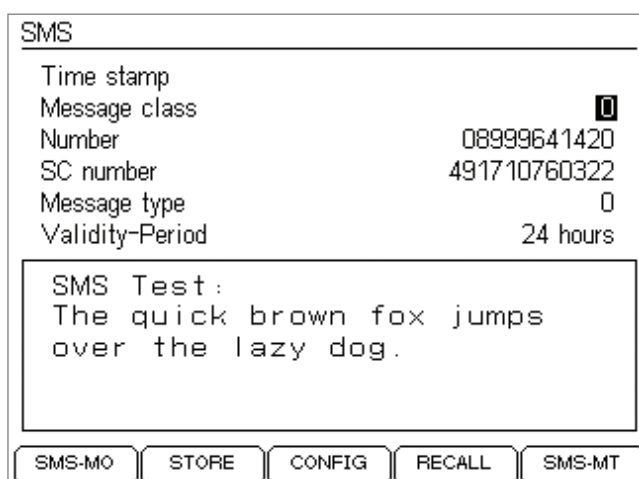 SMS
Time stamp
Message class 0
Number 08999641420
SC number 491710760322
Message type 0
Validity-Period 24 hours
SMS Test:
The quick brown fox jumps
over the lazy dog.
SMS-MO STORE CONFIG RECALL SMS-MT